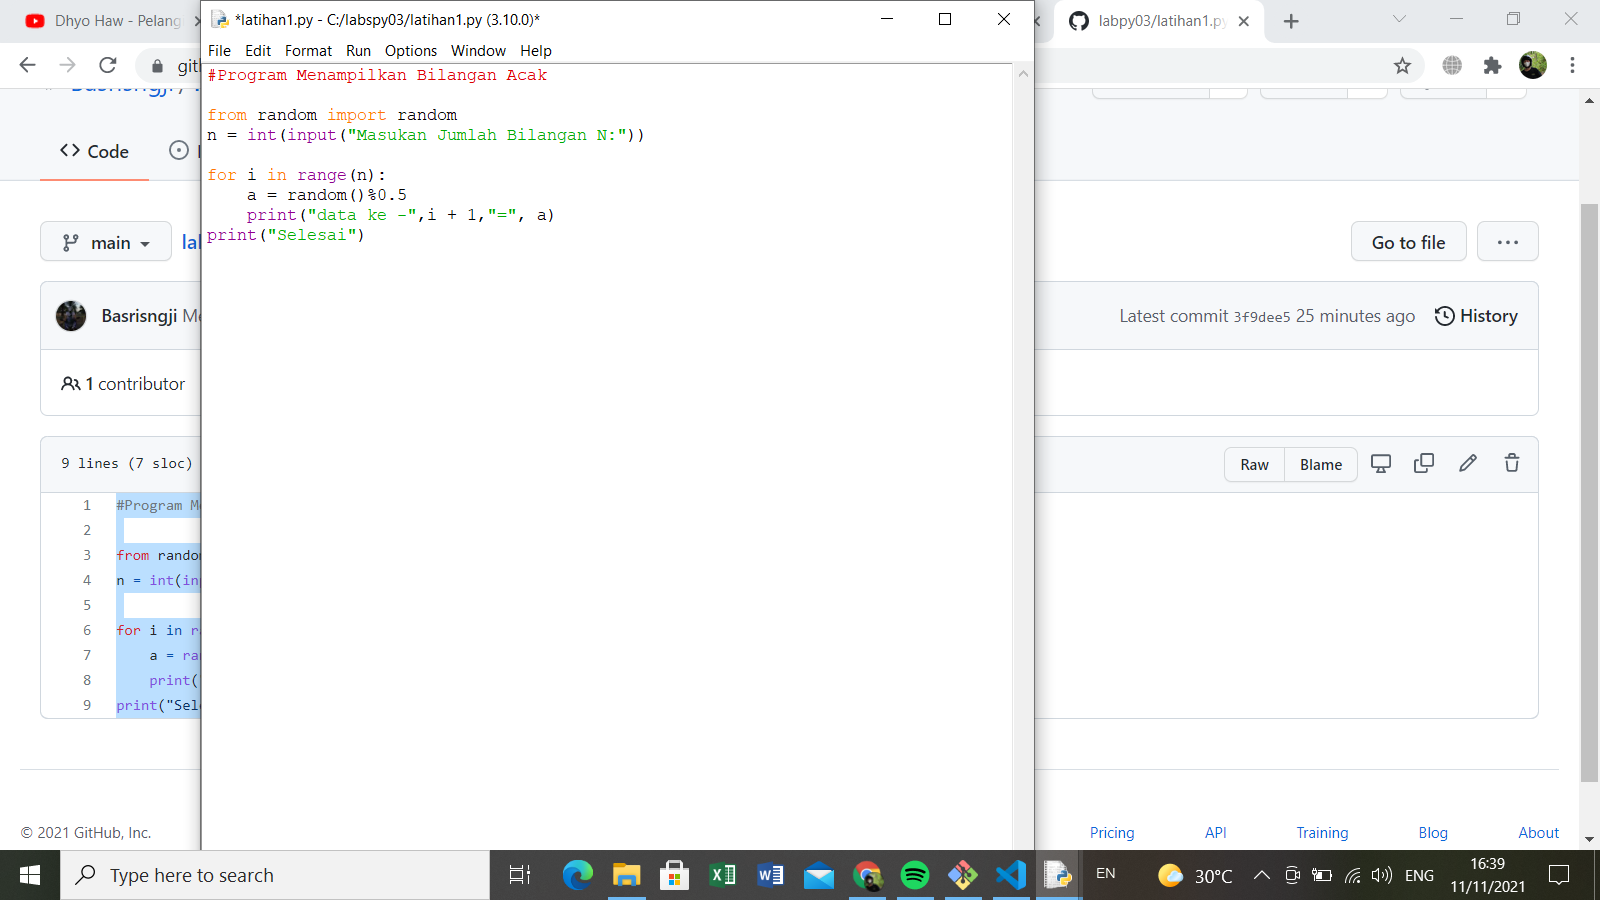 Dhyo Haw - Pelang
*latihan1.py - C:/labspy03/latihan1.py (3.10.0)*
labpy03/latihan1.py
File Edit Format Run Options Window Help
#Program Menampilkan Bilangan Acak
from random import random
n = int(input("Masukan Jumlah Bilangan N:"))
for i in range(n):
    a = random()%0.5
    print("data ke -",i + 1,"=", a)
print("Selesai")
Code
main
Go to file
Basrisngji
Latest commit 3f9dee5 25 minutes ago
History
1 contributor
9 lines (7 sloc)
Raw
Blame
1 #Program M
2
3 from rando
4 n = int(in
5
6 for i in ra
7 a = ra
8 print(
9 print("Sel
© 2021 GitHub, Inc.
Pricing API Training Blog About
Type here to search
EN
30°C
ENG
16:39
11/11/2021